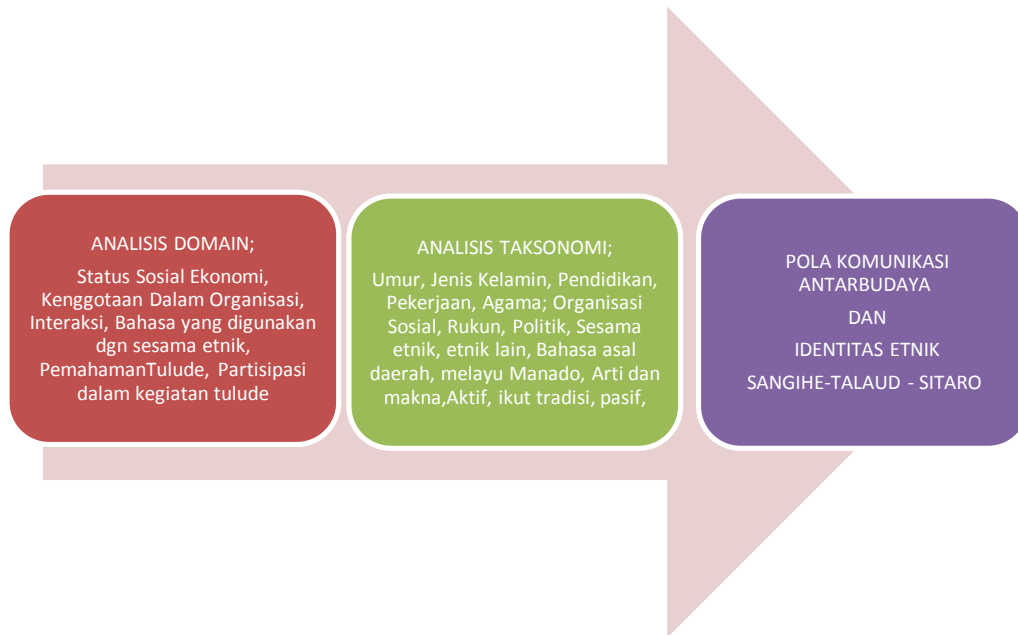 ANALISIS DOMAIN;
Status Sosial Ekonomi,
Kenggotaan Dalam Organisasi,
Interaksi, Bahasa yang digunakan
dgn sesama etnik,
PemahamanTulude, Partisipasi
dalam kegiatan tulude
ANALISIS TAKSONOMI;
Umur, Jenis Kelamin, Pendidikan,
Pekerjaan, Agama; Organisasi
Sosial, Rukun, Politik, Sesama
etnik, etnik lain, Bahasa asal
daerah, melayu Manado, Arti dan
makna,Aktif, ikut tradisi, pasif,
POLA KOMUNIKASI
ANTARBUDAYA
DAN
IDENTITAS ETNIK
SANGIHE-TALAUD - SITARO